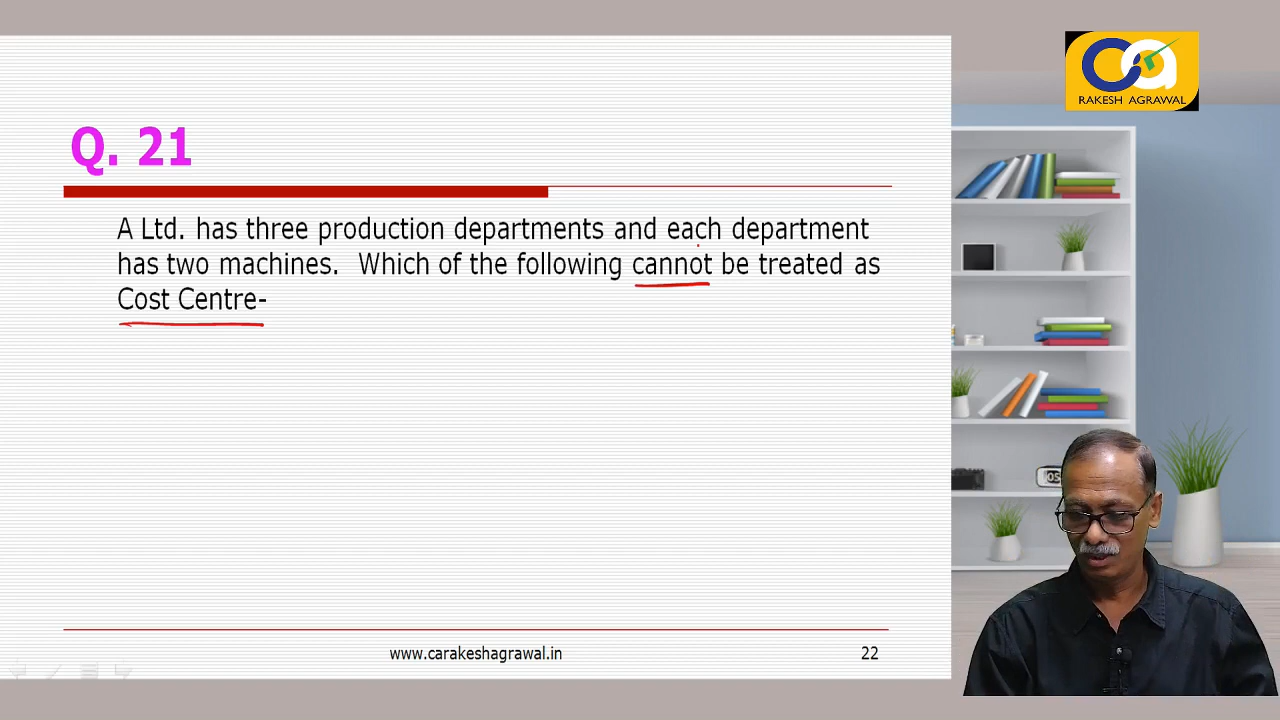 RAKESH AGRAWAL
Q. 21
A Ltd. has three production departments and each department
has two machines. Which of the following cannot be treated as
Cost Centre-
www.carakeshagrawal.in
22